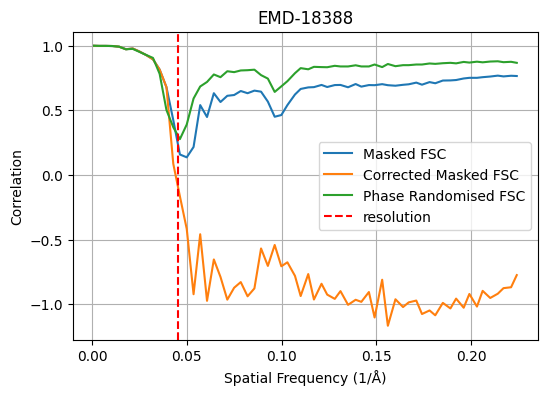 EMD-18388
1.0
0.5
0.0
−0.5
−1.0
Correlation
Masked FSC
Corrected Masked FSC
Phase Randomised FSC
resolution
0.00 0.05 0.10 0.15 0.20
Spatial Frequency (1/Å)